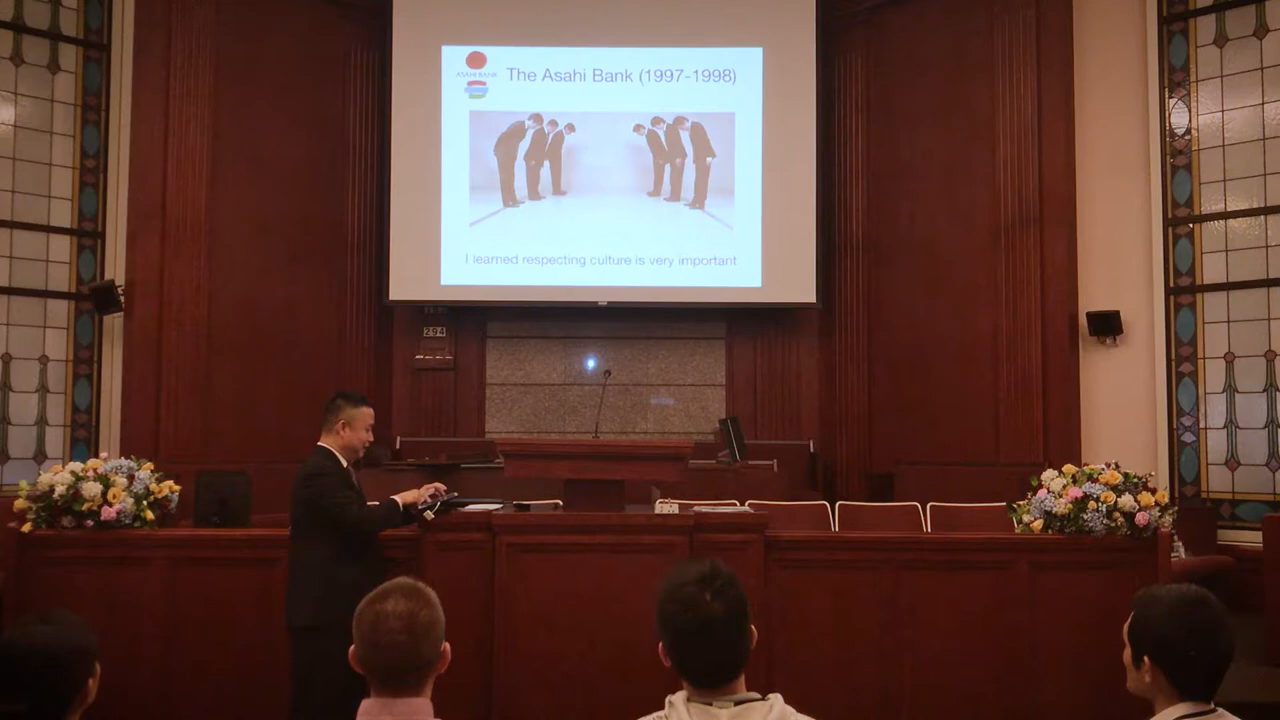 The Asahi Bank (1997-1998)
ASAHI BANK
I learned respecting culture is very important
294